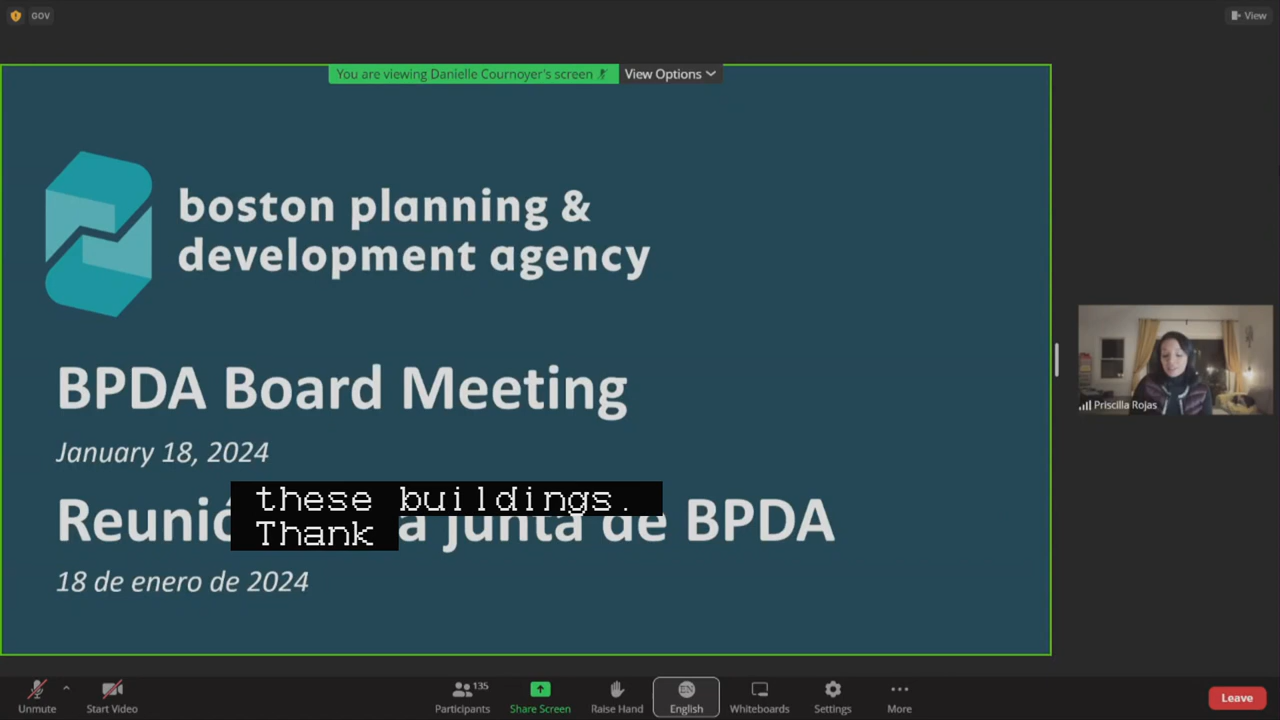 GOV
View
You are viewing Danielle Cournoyer's screen
View Options
boston planning &
development agency
BPDA Board Meeting
January 18, 2024
these buildings.
Thank
a junta de BPDA
18 de enero de 2024
Priscilla Rojas
Unmute
Start Video
135
Participants
Share Screen
Raise Hand
EN
English
Whiteboards
Settings
More
Leave